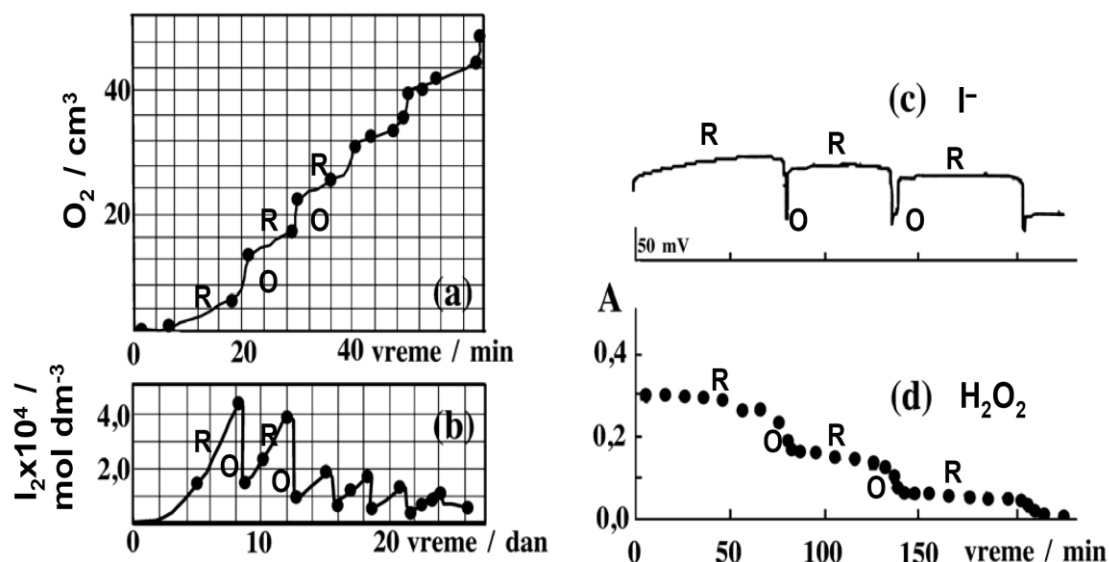 O₂ / cm³
40
20
R
O
R
O
R
(a)
0
20
40
vreme / min
I₂x10⁴ /
mol dm⁻³
4,0
2,0
R
O
R
O
(b)
0
10
20
vreme / dan
(c) I⁻
R
R
R
O
O
50 mV
A
0,4
0,2
0,0
R
O
R
O
R
(d) H₂O₂
0
50
100
150
vreme / min